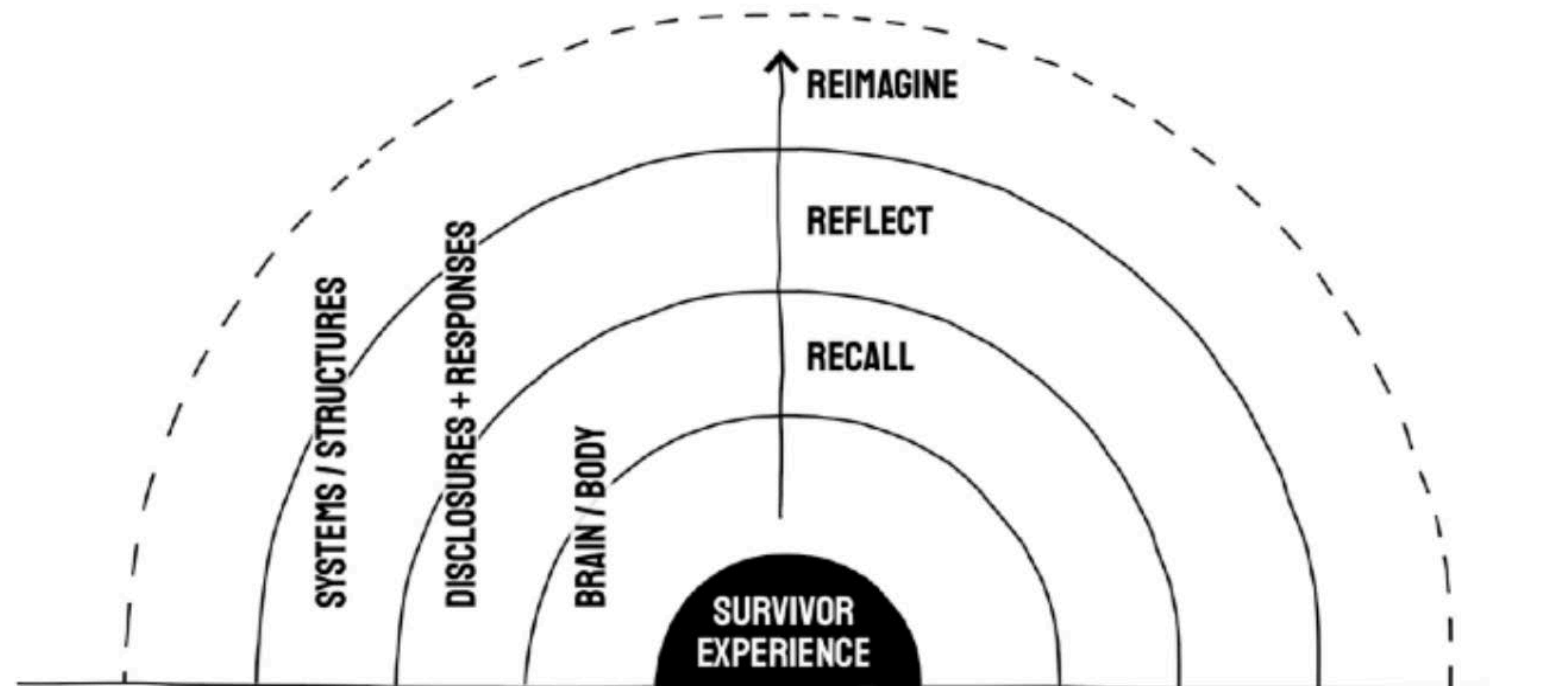 REIMAGINE
REFLECT
RECALL
SYSTEMS / STRUCTURES
DISCLOSURES + RESPONSES
BRAIN / BODY
SURVIVOR
EXPERIENCE